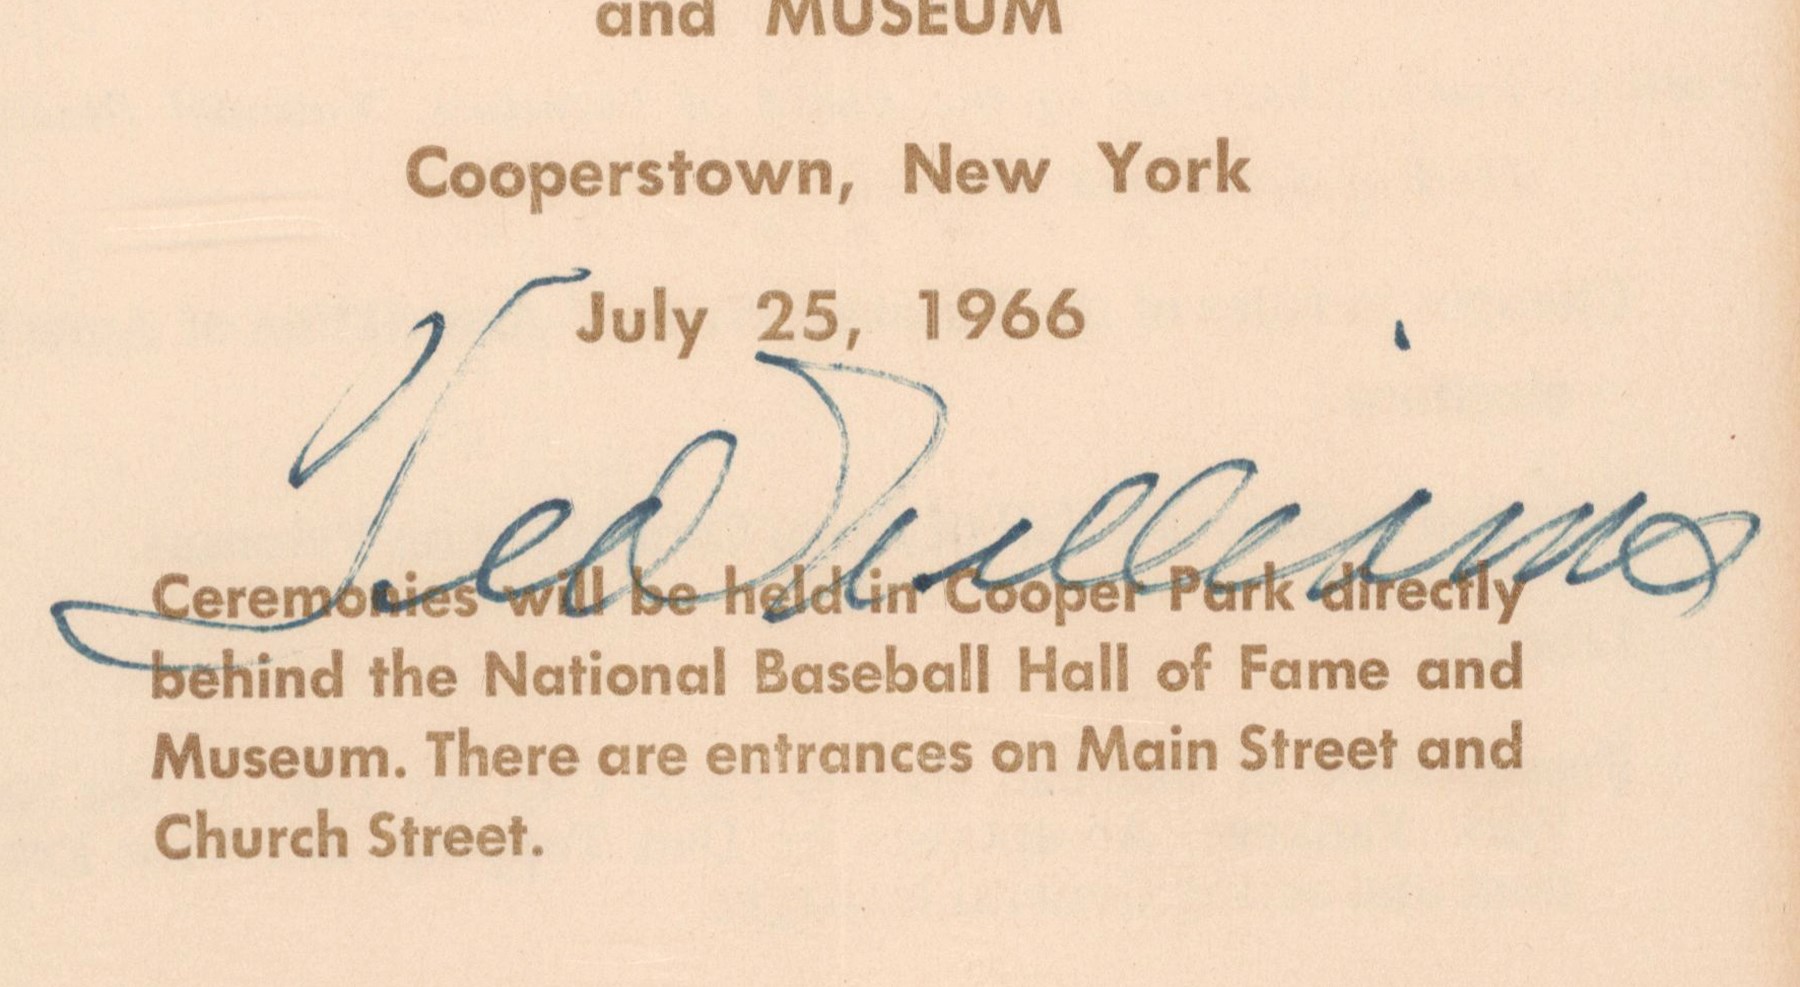 and MUSEUM
Cooperstown, New York
July 25, 1966
Ted Williams
Ceremonies will be held in Cooper Park directly
behind the National Baseball Hall of Fame and
Museum. There are entrances on Main Street and
Church Street.